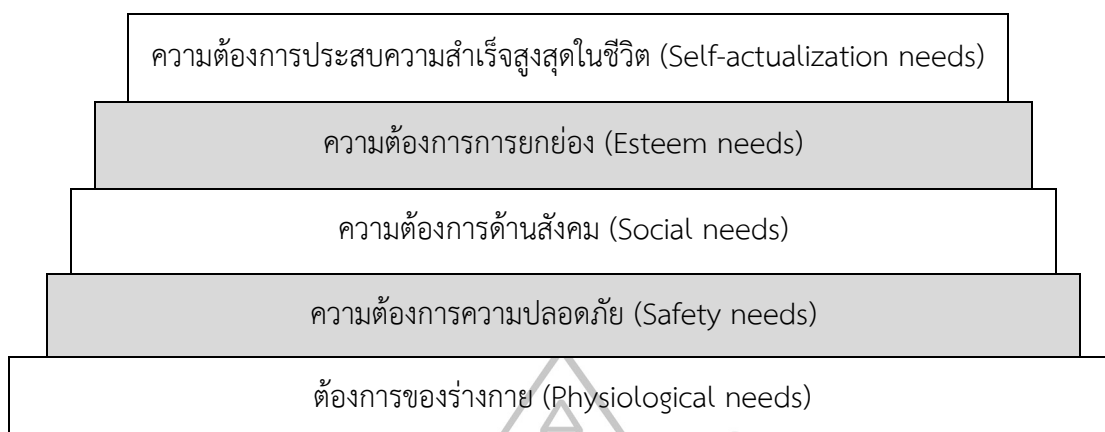 ความต้องการประสบความสำเร็จสูงสุดในชีวิต (Self-actualization needs)
ความต้องการการยกย่อง (Esteem needs)
ความต้องการด้านสังคม (Social needs)
ความต้องการความปลอดภัย (Safety needs)
ต้องการของร่างกาย (Physiological needs)